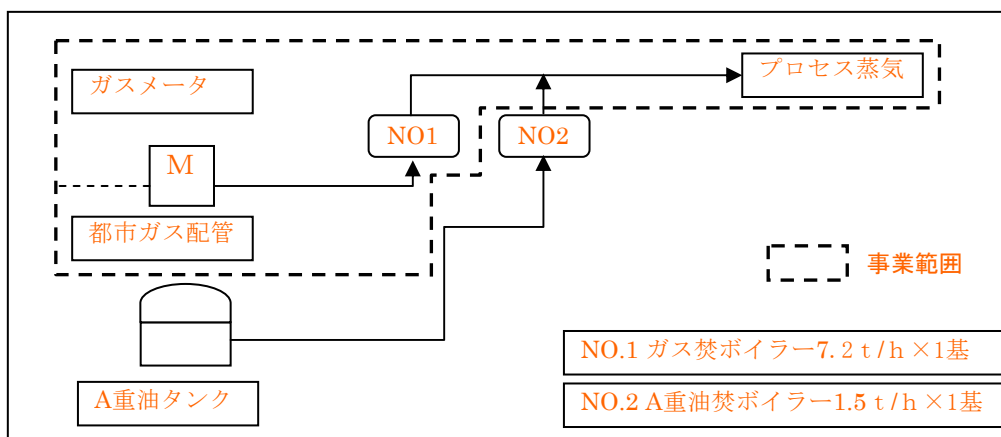 ガスメータ
プロセス蒸気
NO1
NO2
M
都市ガス配管
事業範囲
A重油タンク
NO.1 ガス焚ボイラー7.2ｔ/ｈ×1基
NO.2 A重油焚ボイラー1.5ｔ/ｈ×1基